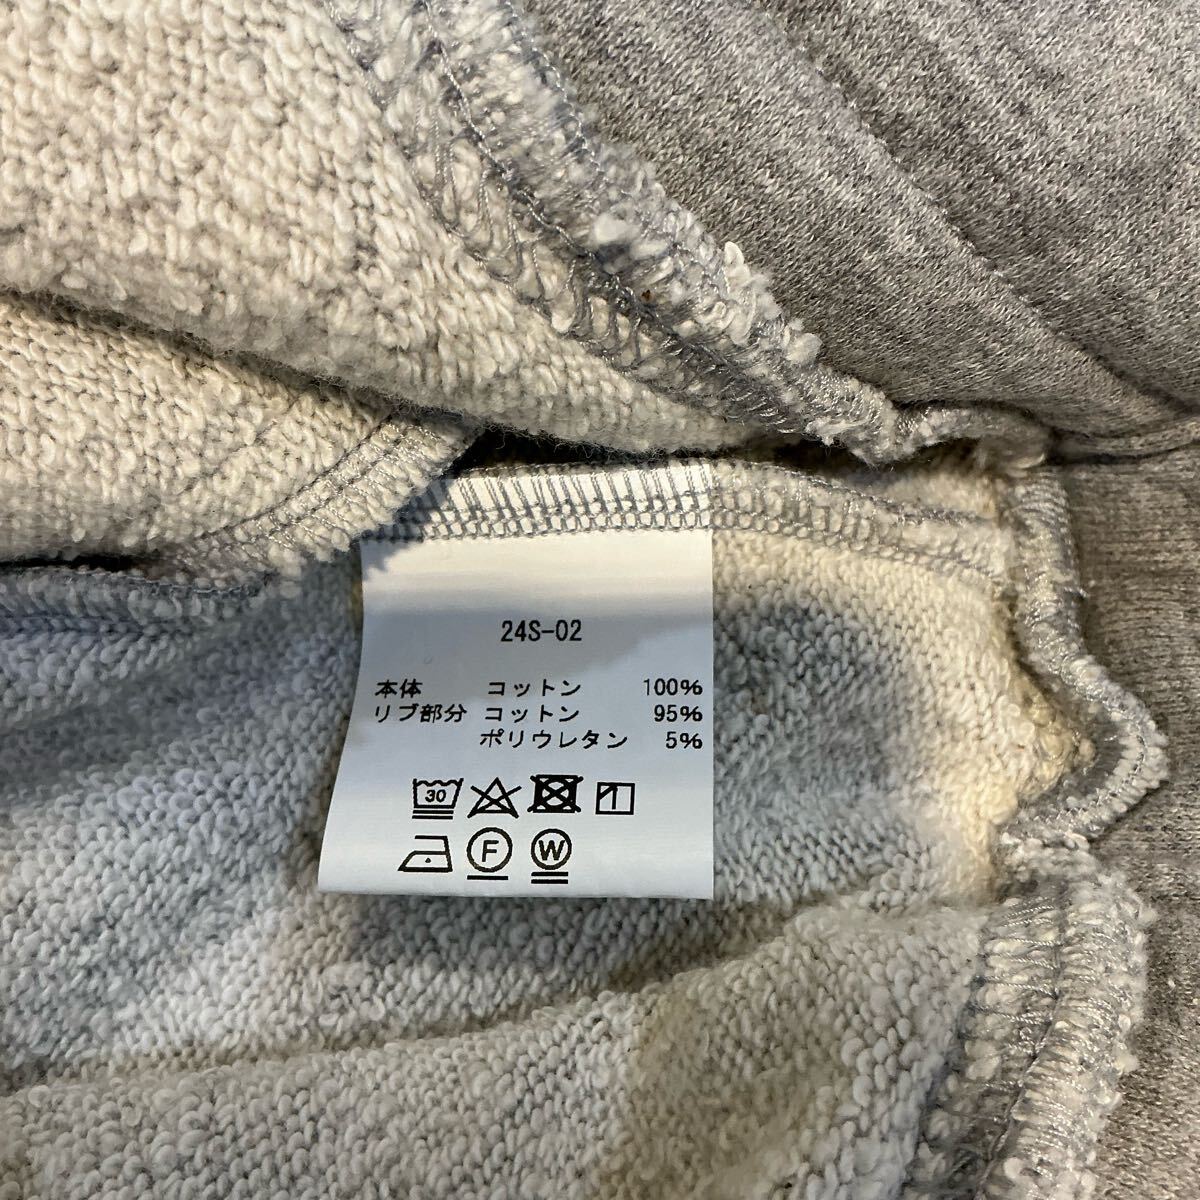 24S-02
本体 コットン 100%
リブ部分 コットン 95%
ポリウレタン 5%
30
F W